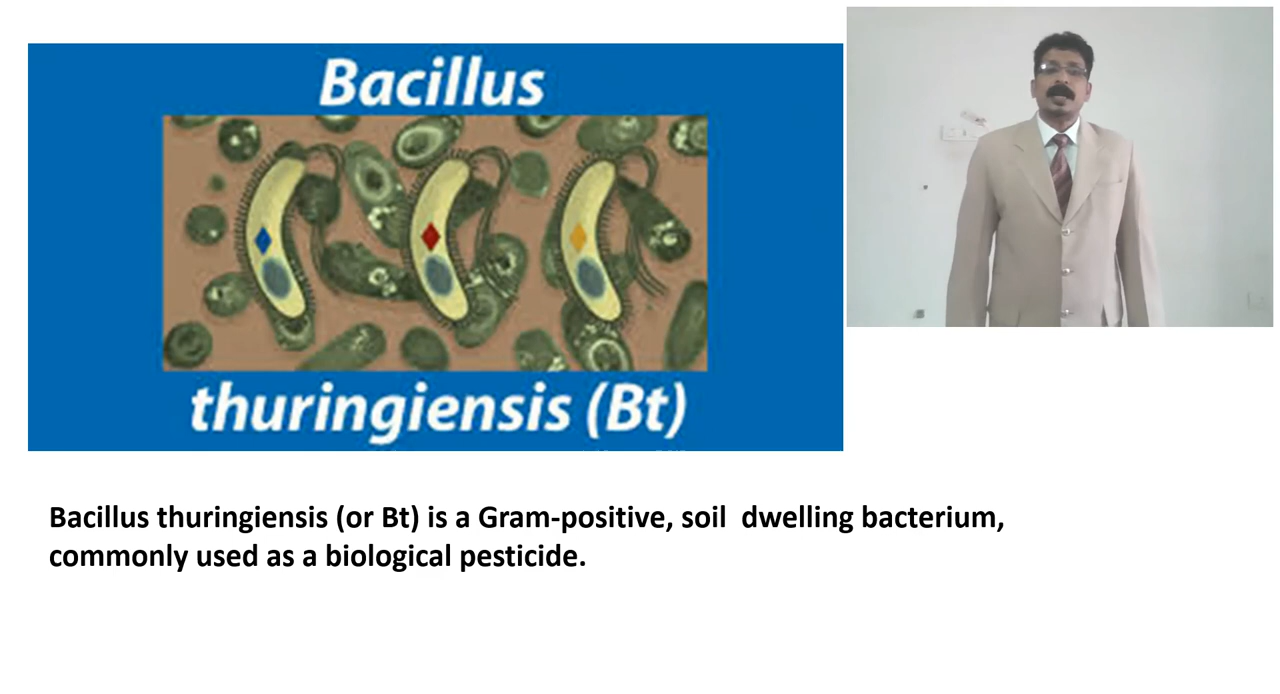 Bacillus
thuringiensis (Bt)
Bacillus thuringiensis (or Bt) is a Gram-positive, soil  dwelling bacterium,
commonly used as a biological pesticide.